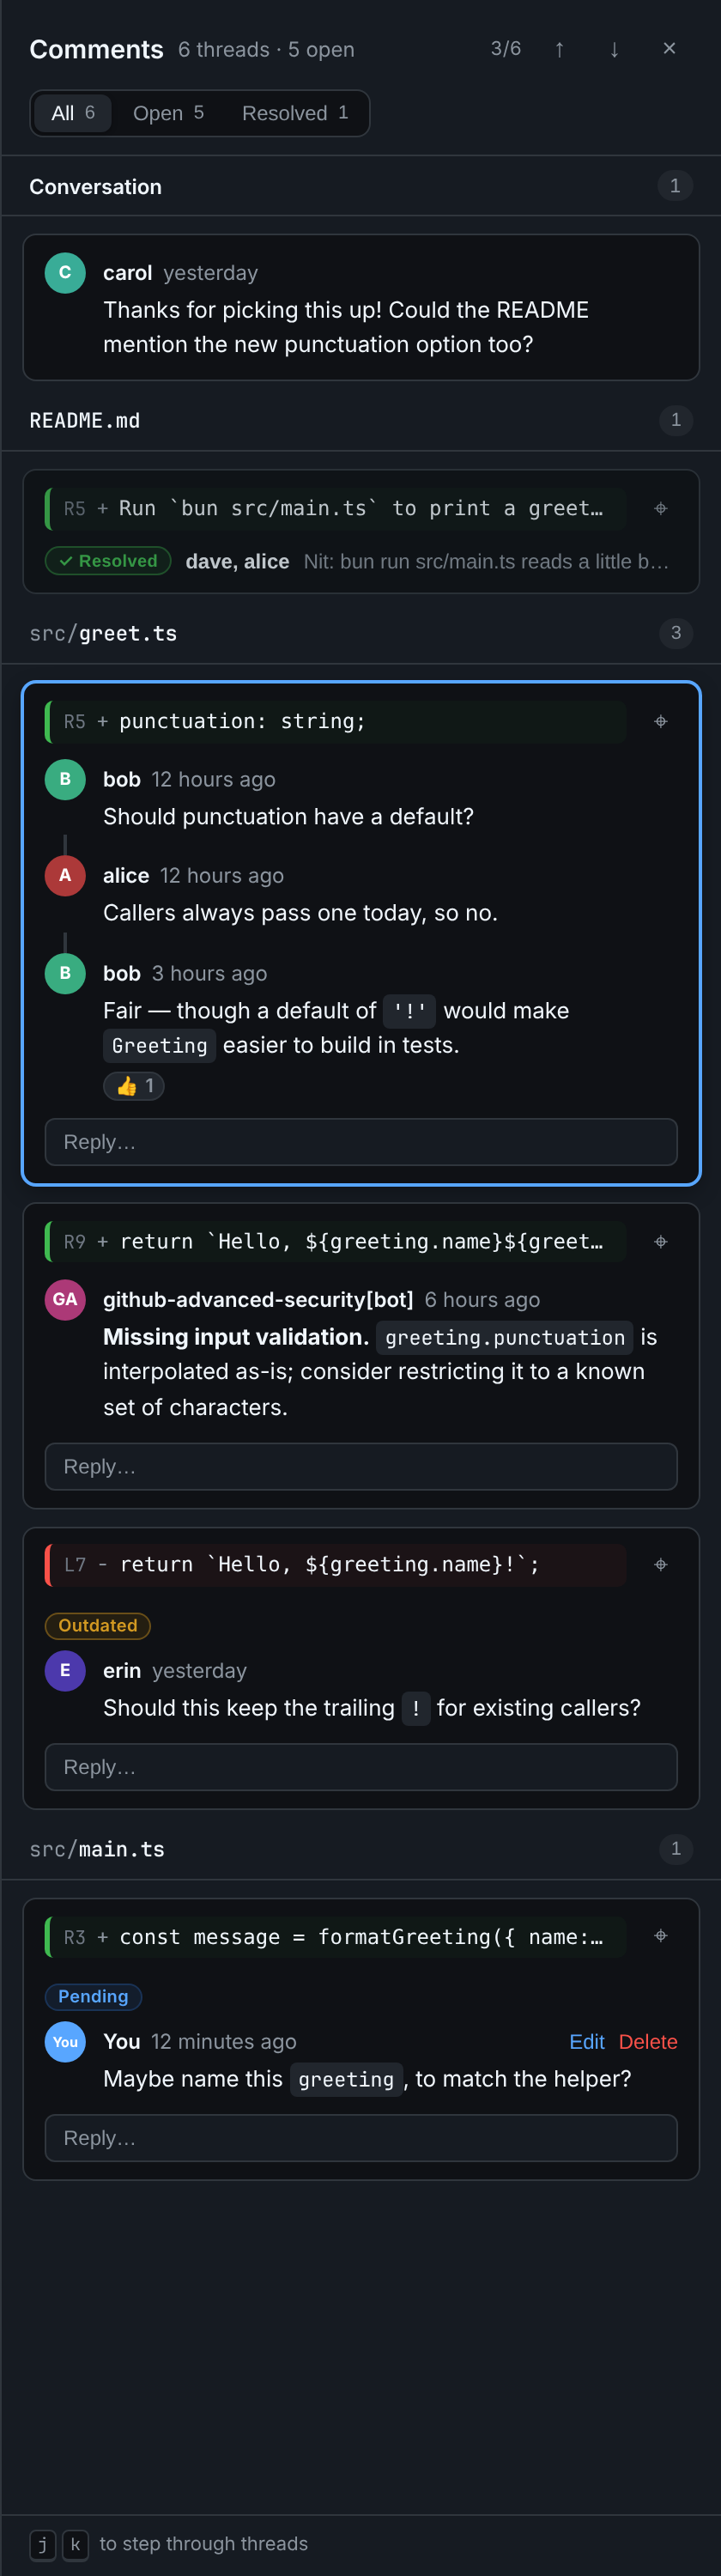 Comments 6 threads · 5 open 3/6 ↑ ↓ ×
All 6 Open 5 Resolved 1
Conversation 1
C carol yesterday
Thanks for picking this up! Could the README
mention the new punctuation option too?
README.md 1
R5 + Run `bun src/main.ts` to print a greet…
✓ Resolved dave, alice Nit: bun run src/main.ts reads a little b…
src/greet.ts 3
R5 + punctuation: string;
B bob 12 hours ago
Should punctuation have a default?
A alice 12 hours ago
Callers always pass one today, so no.
B bob 3 hours ago
Fair — though a default of '!' would make
Greeting easier to build in tests.
👍 1
Reply…
R9 + return `Hello, ${greeting.name}${greet…
GA github-advanced-security[bot] 6 hours ago
Missing input validation. greeting.punctuation is
interpolated as-is; consider restricting it to a known
set of characters.
Reply…
L7 - return `Hello, ${greeting.name}!`;
Outdated
E erin yesterday
Should this keep the trailing ! for existing callers?
Reply…
src/main.ts 1
R3 + const message = formatGreeting({ name:…
Pending
You You 12 minutes ago Edit Delete
Maybe name this greeting, to match the helper?
Reply…
j k to step through threads